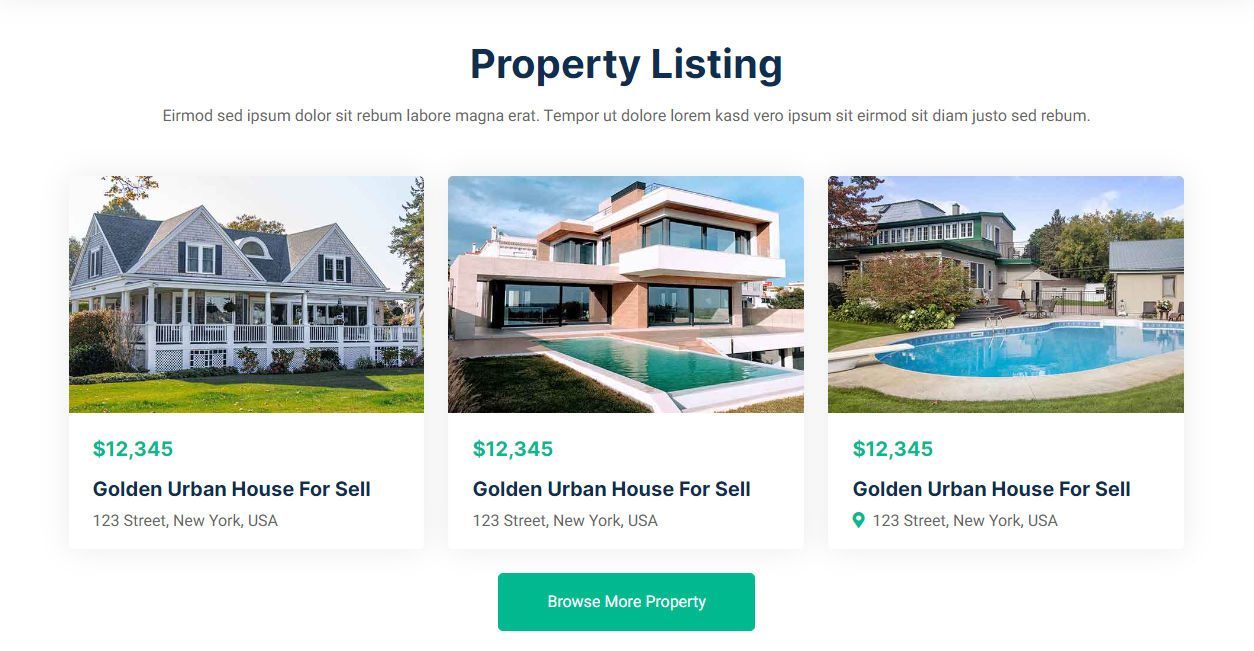 Property Listing
Eirmod sed ipsum dolor sit rebum labore magna erat. Tempor ut dolore lorem kasd vero ipsum sit eirmod sit diam justo sed rebum.
$12,345
Golden Urban House For Sell
123 Street, New York, USA
$12,345
Golden Urban House For Sell
123 Street, New York, USA
$12,345
Golden Urban House For Sell
123 Street, New York, USA
Browse More Property